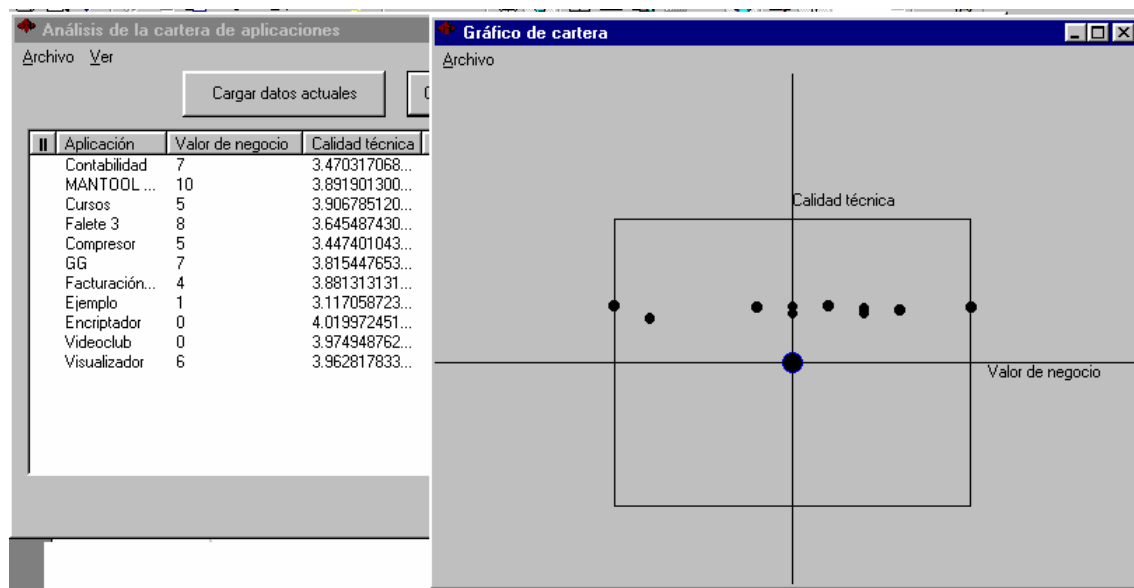 Análisis de la cartera de aplicaciones
Archivo Ver
Cargar datos actuales
Aplicación Valor de negocio Calidad técnica
Contabilidad 7 3.470317068...
MANTOOL ... 10 3.891901300...
Cursos 5 3.906785120...
Falete 3 8 3.645487430...
Compresor 5 3.447401043...
GG 7 3.815447653...
Facturación... 4 3.881313131...
Ejemplo 1 3.117058723...
Encriptador 0 4.019972451...
Videoclub 0 3.974948762...
Visualizador 6 3.962817833...
Gráfico de cartera
Archivo
Calidad técnica
Valor de negocio